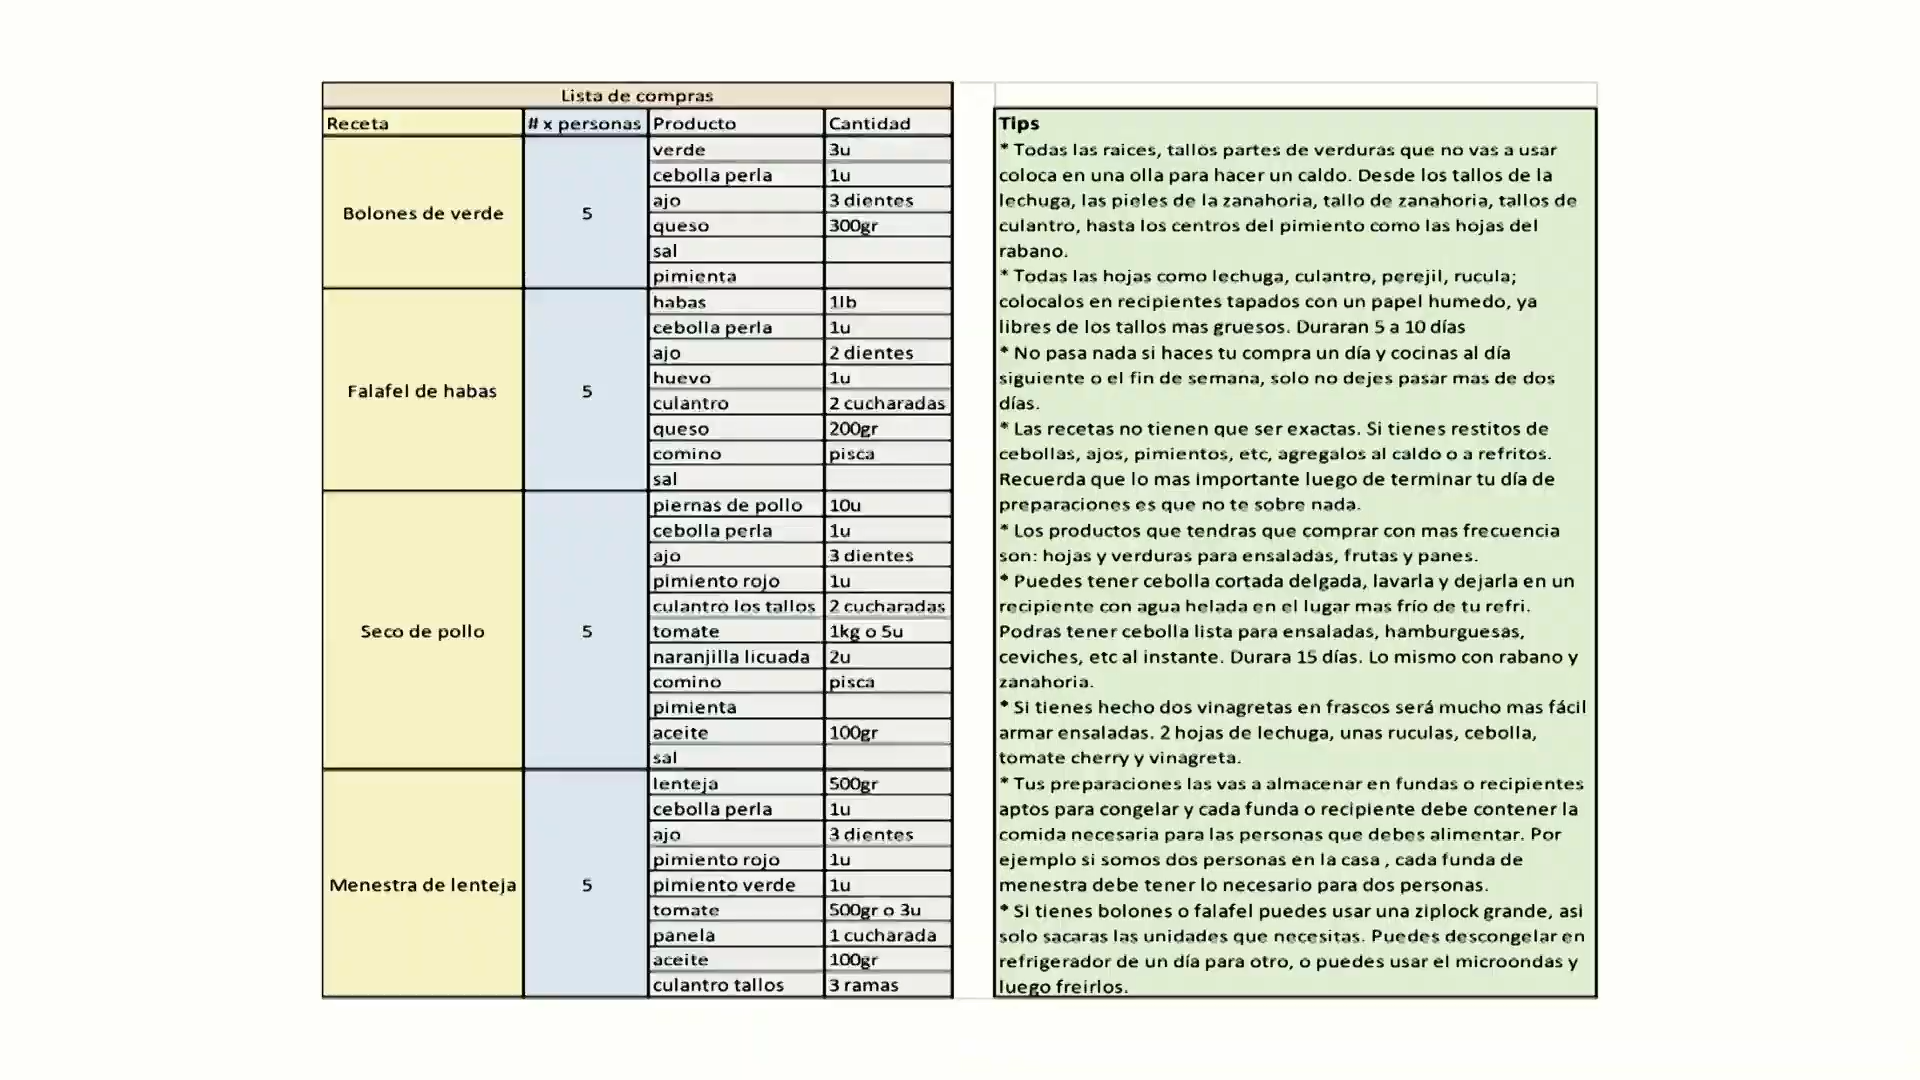 Lista de compras
Receta # x personas Producto Cantidad
Bolones de verde 5
verde 3u
cebolla perla 1u
ajo 3 dientes
queso 300gr
sal
pimienta
Falafel de habas 5
habas 1lb
cebolla perla 1u
ajo 2 dientes
huevo 1u
culantro 2 cucharadas
queso 200gr
comino pisca
sal
Seco de pollo 5
piernas de pollo 10u
cebolla perla 1u
ajo 3 dientes
pimiento rojo 1u
culantro los tallos 2 cucharadas
tomate 1kg o 5u
naranjilla licuada 2u
comino pisca
pimienta
aceite 100gr
sal
Menestra de lenteja 5
lenteja 500gr
cebolla perla 1u
ajo 3 dientes
pimiento rojo 1u
pimiento verde 1u
tomate 500gr o 3u
panela 1 cucharada
aceite 100gr
culantro tallos 3 ramas
Tips
* Todas las raices, tallos partes de verduras que no vas a usar
coloca en una olla para hacer un caldo. Desde los tallos de la
lechuga, las pieles de la zanahoria, tallo de zanahoria, tallos de
culantro, hasta los centros del pimiento como las hojas del
rabano.
* Todas las hojas como lechuga, culantro, perejil, rucula;
colocalos en recipientes tapados con un papel humedo, ya
libres de los tallos mas gruesos. Duraran 5 a 10 días
* No pasa nada si haces tu compra un día y cocinas al día
siguiente o el fin de semana, solo no dejes pasar mas de dos
días.
* Las recetas no tienen que ser exactas. Si tienes restitos de
cebollas, ajos, pimientos, etc, agregalos al caldo o a refritos.
Recuerda que lo mas importante luego de terminar tu día de
preparaciones es que no te sobre nada.
* Los productos que tendras que comprar con mas frecuencia
son: hojas y verduras para ensaladas, frutas y panes.
* Puedes tener cebolla cortada delgada, lavarla y dejarla en un
recipiente con agua helada en el lugar mas frío de tu refri.
Podras tener cebolla lista para ensaladas, hamburguesas,
ceviches, etc al instante. Durara 15 días. Lo mismo con rabano y
zanahoria.
* Si tienes hecho dos vinagretas en frascos será mucho mas fácil
armar ensaladas. 2 hojas de lechuga, unas ruculas, cebolla,
tomate cherry y vinagreta.
* Tus preparaciones las vas a almacenar en fundas o recipientes
aptos para congelar y cada funda o recipiente debe contener la
comida necesaria para las personas que debes alimentar. Por
ejemplo si somos dos personas en la casa , cada funda de
menestra debe tener lo necesario para dos personas.
* Si tienes bolones o falafel puedes usar una ziplock grande, asi
solo sacaras las unidades que necesitas. Puedes descongelar en
refrigerador de un día para otro, o puedes usar el microondas y
luego freirlos.